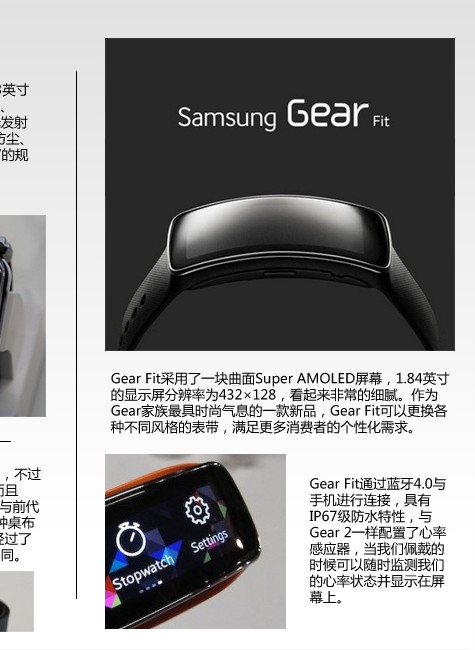 英寸
、
发射
防尘、
的规
，不过
而且
与前代
种桌布
经过了
同。
Samsung Gear Fit
Gear Fit采用了一块曲面Super AMOLED屏幕，1.84英寸
的显示屏分辨率为432×128，看起来非常的细腻。作为
Gear家族最具时尚气息的一款新品，Gear Fit可以更换各
种不同风格的表带，满足更多消费者的个性化需求。
Stopwatch
Settings
Gear Fit通过蓝牙4.0与
手机进行连接，具有
IP67级防水特性，与
Gear 2一样配置了心率
感应器，当我们佩戴的
时候可以随时监测我们
的心率状态并显示在屏
幕上。